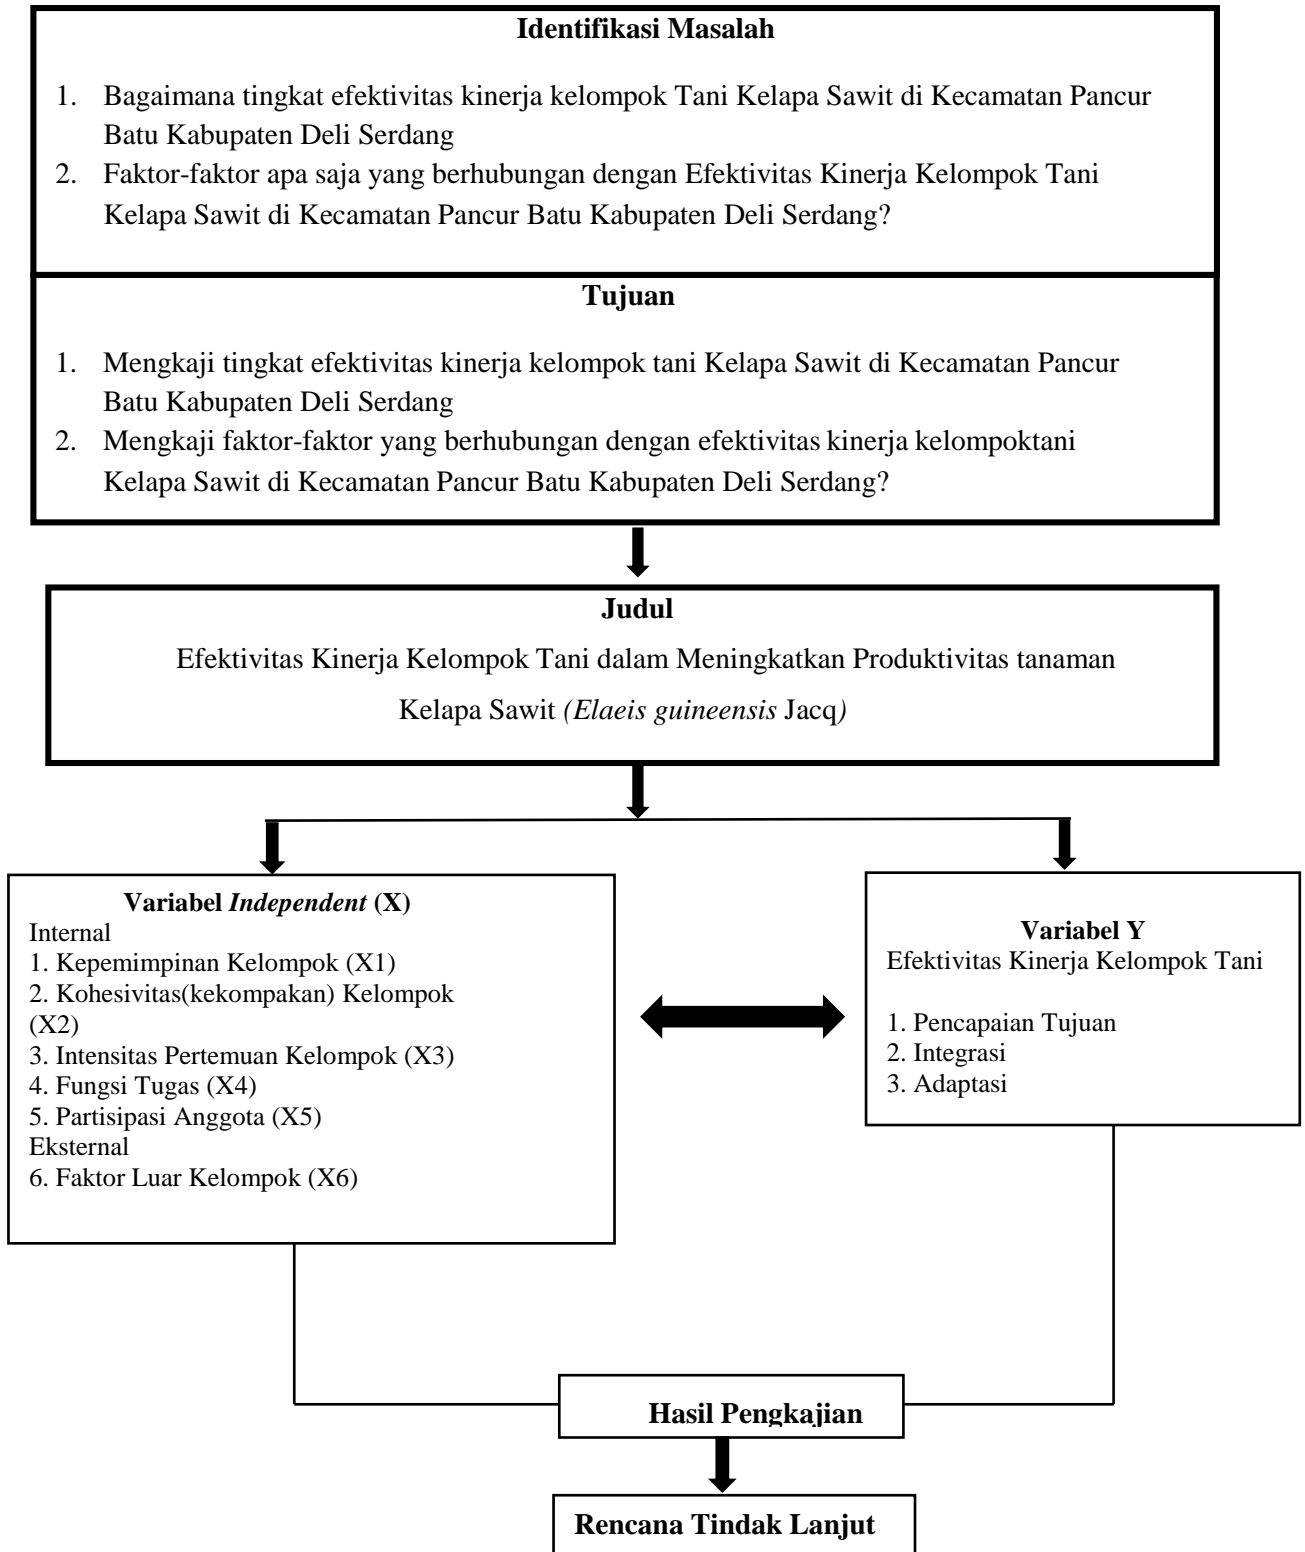 Identifikasi Masalah
1. Bagaimana tingkat efektivitas kinerja kelompok Tani Kelapa Sawit di Kecamatan Pancur
Batu Kabupaten Deli Serdang
2. Faktor-faktor apa saja yang berhubungan dengan Efektivitas Kinerja Kelompok Tani
Kelapa Sawit di Kecamatan Pancur Batu Kabupaten Deli Serdang?
Tujuan
1. Mengkaji tingkat efektivitas kinerja kelompok tani Kelapa Sawit di Kecamatan Pancur
Batu Kabupaten Deli Serdang
2. Mengkaji faktor-faktor yang berhubungan dengan efektivitas kinerja kelompoktani
Kelapa Sawit di Kecamatan Pancur Batu Kabupaten Deli Serdang?
Judul
Efektivitas Kinerja Kelompok Tani dalam Meningkatkan Produktivitas tanaman
Kelapa Sawit (Elaeis guineensis Jacq)
Variabel Independent (X)
Internal
1. Kepemimpinan Kelompok (X1)
2. Kohesivitas(kekompakan) Kelompok
(X2)
3. Intensitas Pertemuan Kelompok (X3)
4. Fungsi Tugas (X4)
5. Partisipasi Anggota (X5)
Eksternal
6. Faktor Luar Kelompok (X6)
Variabel Y
Efektivitas Kinerja Kelompok Tani
1. Pencapaian Tujuan
2. Integrasi
3. Adaptasi
Hasil Pengkajian
Rencana Tindak Lanjut